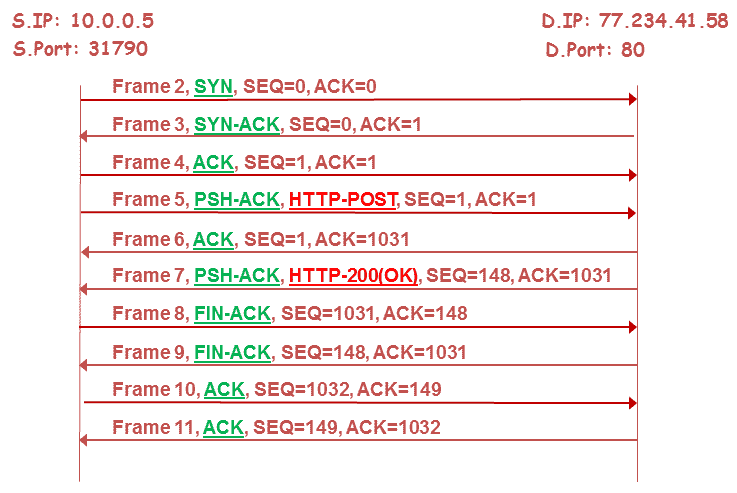 S.IP: 10.0.0.5
D.IP: 77.234.41.58
S.Port: 31790
D.Port: 80
Frame 2, SYN, SEQ=0, ACK=0
Frame 3, SYN-ACK, SEQ=0, ACK=1
Frame 4, ACK, SEQ=1, ACK=1
Frame 5, PSH-ACK, HTTP-POST, SEQ=1, ACK=1
Frame 6, ACK, SEQ=1, ACK=1031
Frame 7, PSH-ACK, HTTP-200(OK), SEQ=148, ACK=1031
Frame 8, FIN-ACK, SEQ=1031, ACK=148
Frame 9, FIN-ACK, SEQ=148, ACK=1031
Frame 10, ACK, SEQ=1032, ACK=149
Frame 11, ACK, SEQ=149, ACK=1032